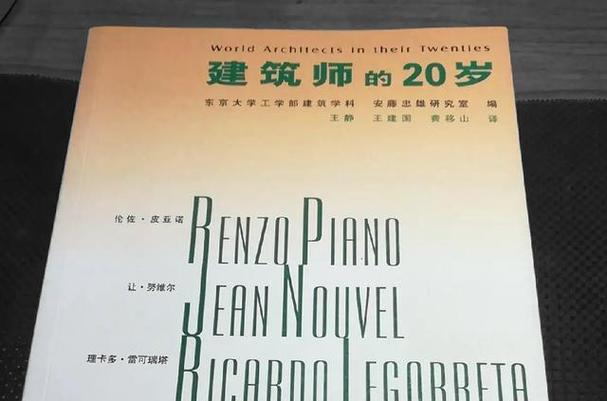 World Architects in their Twenties
建筑师的20岁
东京大学工学部建筑学科 安藤忠雄研究室 编
王静 王建国 费移山 译
伦佐·皮亚诺 RENZO PIANO
让·努维尔 JEAN NOUVEL
理卡多·雷可瑞塔 RICARDO LEGORRETA